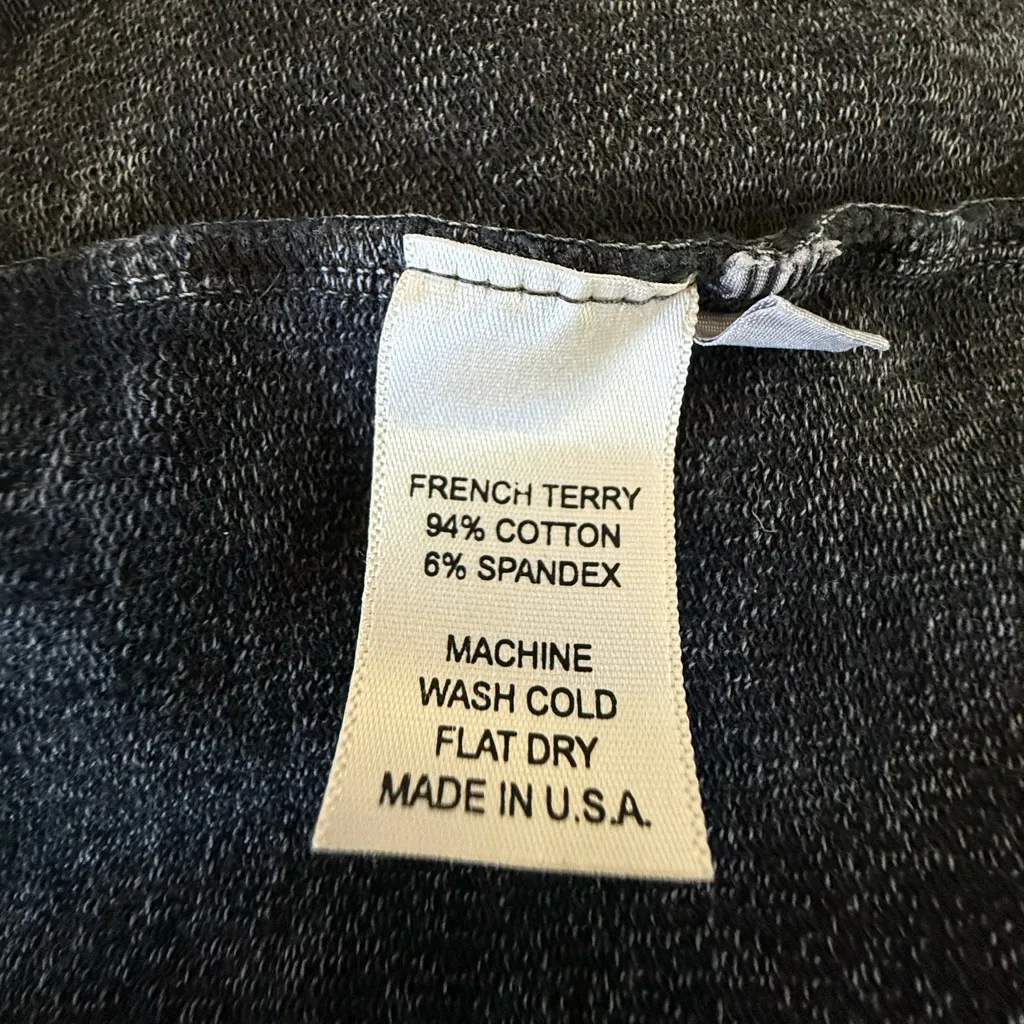 FRENCH TERRY
94% COTTON
6% SPANDEX
MACHINE
WASH COLD
FLAT DRY
MADE IN U.S.A.